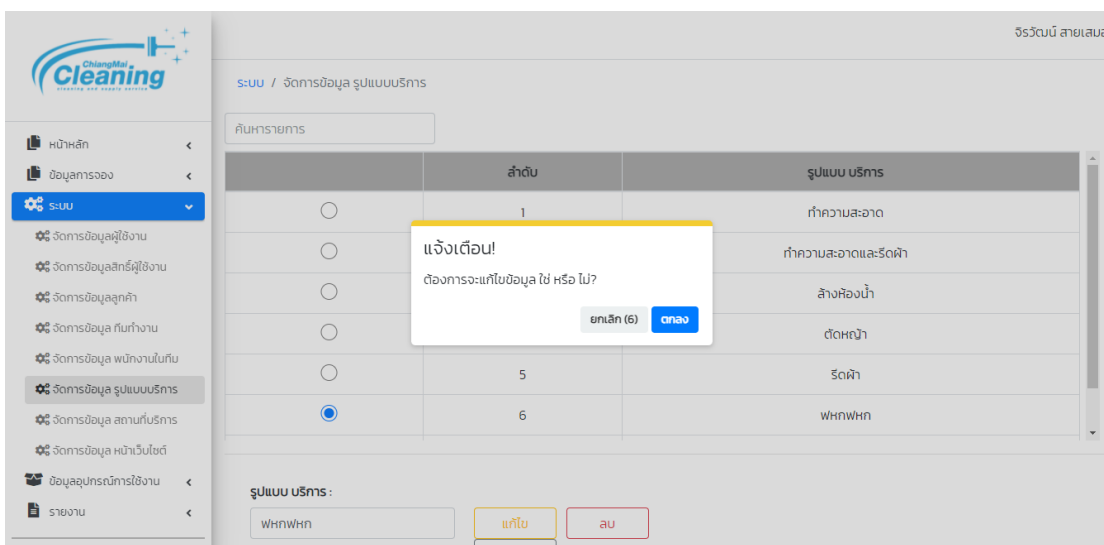 จิรวัฒน์ สายเสมอ
ChiangMai
Cleaning
cleaning and supply service
ระบบ / จัดการข้อมูล รูปแบบบริการ
ค้นหารายการ
หน้าหลัก
ข้อมูลการจอง
ระบบ
จัดการข้อมูลผู้ใช้งาน
จัดการข้อมูลสิทธิ์ผู้ใช้งาน
จัดการข้อมูลลูกค้า
จัดการข้อมูล ทีมทำงาน
จัดการข้อมูล พนักงานในทีม
จัดการข้อมูล รูปแบบบริการ
จัดการข้อมูล สถานที่บริการ
จัดการข้อมูล หน้าเว็บไซต์
ข้อมูลอุปกรณ์การใช้งาน
รายงาน
ลำดับ รูปแบบ บริการ
1 ทำความสะอาด
ทำความสะอาดและรีดผ้า
ล้างห้องน้ำ
ตัดหญ้า
5 รีดผ้า
6 ฟหกฟหก
แจ้งเตือน!
ต้องการจะแก้ไขข้อมูล ใช่ หรือ ไม่?
ยกเลิก (6) ตกลง
รูปแบบ บริการ :
ฟหกฟหก แก้ไข ลบ